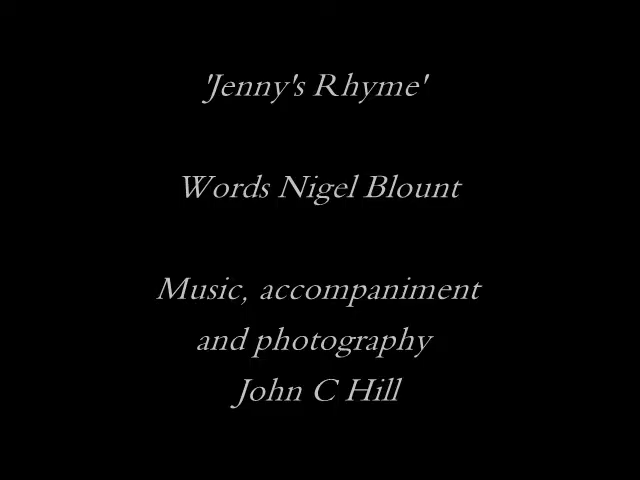 'Jenny's Rhyme'
Words Nigel Blount
Music, accompaniment
and photography
John C Hill